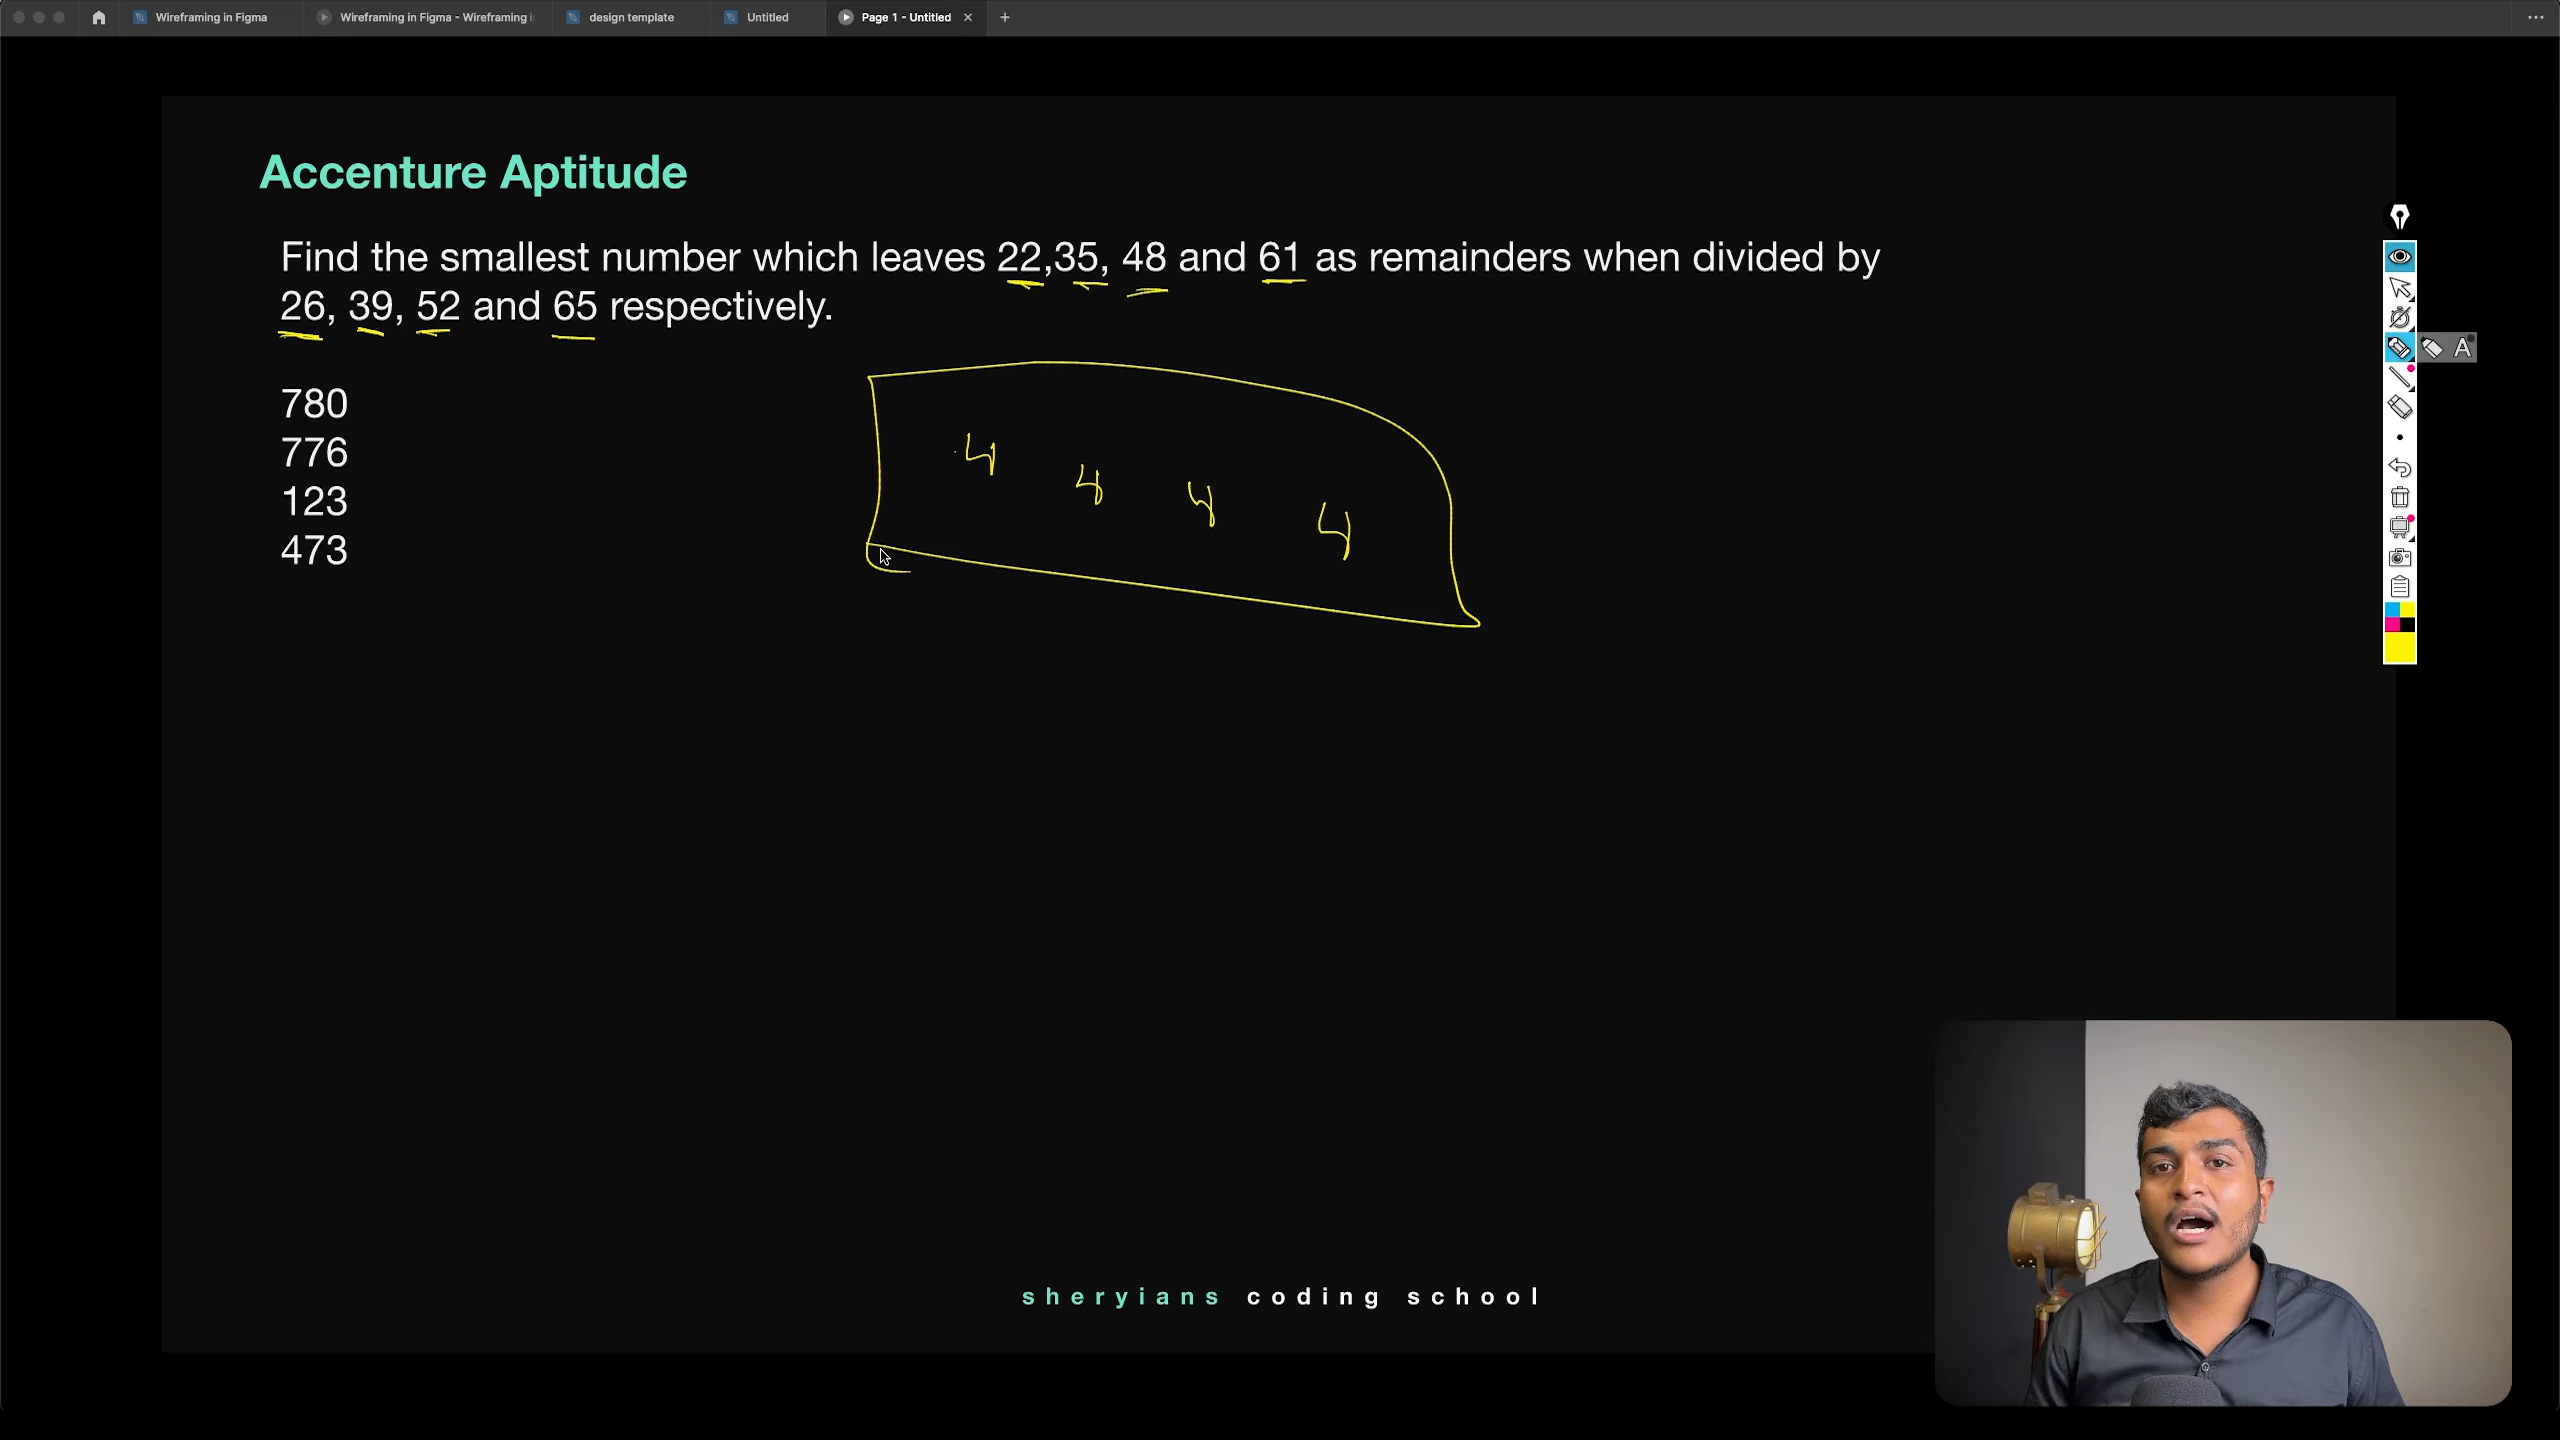 Wireframing in Figma
Wireframing in Figma - Wireframing i
design template
Untitled
Page 1 - Untitled
Accenture Aptitude
Find the smallest number which leaves 22,35, 48 and 61 as remainders when divided by
26, 39, 52 and 65 respectively.
780
776
123
473
4 4 4 4
A
sheryians coding school